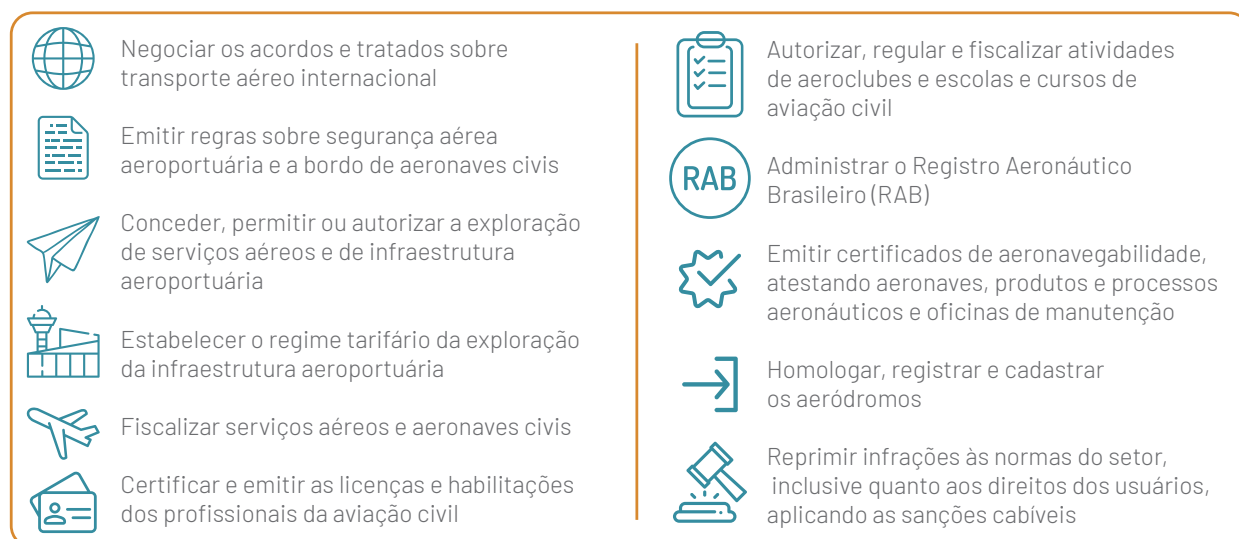 Negociar os acordos e tratados sobre
transporte aéreo internacional
Emitir regras sobre segurança aérea
aeroportuária e a bordo de aeronaves civis
Conceder, permitir ou autorizar a exploração
de serviços aéreos e de infraestrutura
aeroportuária
Estabelecer o regime tarifário da exploração
da infraestrutura aeroportuária
Fiscalizar serviços aéreos e aeronaves civis
Certificar e emitir as licenças e habilitações
dos profissionais da aviação civil
Autorizar, regular e fiscalizar atividades
de aeroclubes e escolas e cursos de
aviação civil
RAB
Administrar o Registro Aeronáutico
Brasileiro (RAB)
Emitir certificados de aeronavegabilidade,
atestando aeronaves, produtos e processos
aeronáuticos e oficinas de manutenção
Homologar, registrar e cadastrar
os aeródromos
Reprimir infrações às normas do setor,
inclusive quanto aos direitos dos usuários,
aplicando as sanções cabíveis